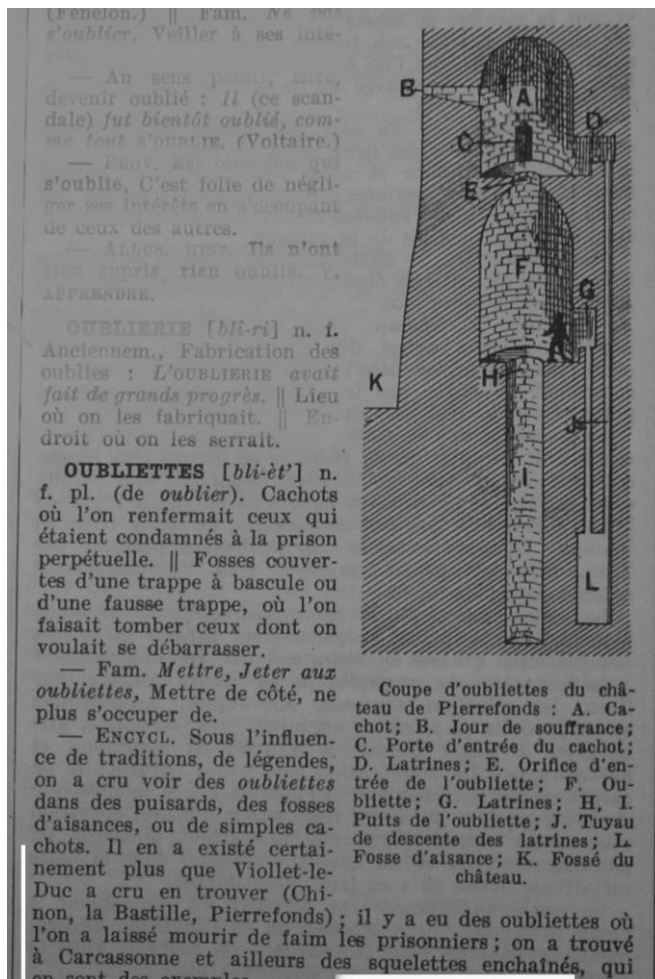 (Fénelon.) || Fam. Ne pas
s'oublier, Veiller à ses inté-
rêts.
— Au sens passif, Être,
devenir oublié : Il (ce scan-
dale) fut bientôt oublié, com-
me tout s'OUBLIE. (Voltaire.)
— PROV. Est bien fou qui
s'oublie, C'est folie de négli-
ger ses intérêts en s'occupant
de ceux des autres.
— ALLUS. HIST. Ils n'ont
rien appris, rien oublié. V.
APPRENDRE.
OUBLIERIE [blî-rî] n. f.
Anciennem., Fabrication des
oublies : L'OUBLIERIE avait
fait de grands progrès. || Lieu
où on les fabriquait. || En-
droit où on les serrait.
OUBLIETTES [bli-èt'] n.
f. pl. (de oublier). Cachots
où l'on renfermait ceux qui
étaient condamnés à la prison
perpétuelle. || Fosses couver-
tes d'une trappe à bascule ou
d'une fausse trappe, où l'on
faisait tomber ceux dont on
voulait se débarrasser.
— Fam. Mettre, Jeter aux
oubliettes, Mettre de côté, ne
plus s'occuper de.
— ENCYCL. Sous l'influen-
ce de traditions, de légendes,
on a cru voir des oubliettes
dans des puisards, des fosses
d'aisances, ou de simples ca-
chots. Il en a existé certai-
nement plus que Viollet-le-
Duc a cru en trouver (Chi-
non, la Bastille, Pierrefonds) ; il y a eu des oubliettes où
l'on a laissé mourir de faim les prisonniers ; on a trouvé
à Carcassonne et ailleurs des squelettes enchaînés, qui
en sont des exemples.
A
B
C
D
E
F
G
K
H
J
I
L
Coupe d'oubliettes du châ-
teau de Pierrefonds : A. Ca-
chot; B. Jour de souffrance;
C. Porte d'entrée du cachot;
D. Latrines; E. Orifice d'en-
trée de l'oubliette; F. Ou-
bliette; G. Latrines; H, I.
Puits de l'oubliette; J. Tuyau
de descente des latrines; L.
Fosse d'aisance; K. Fossé du
château.